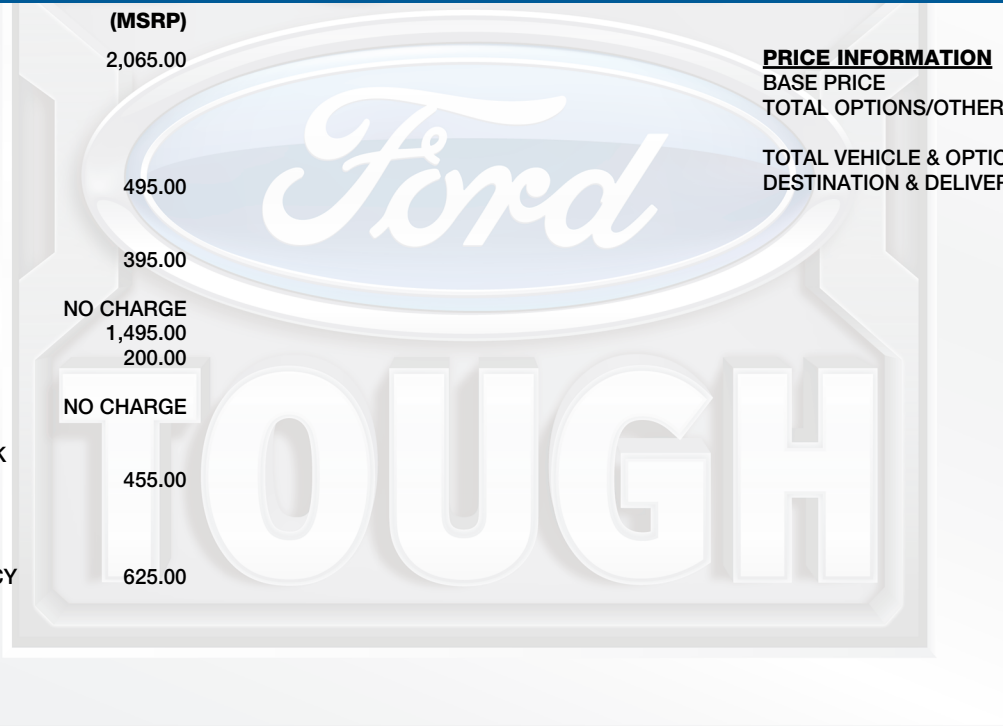 (MSRP)
2,065.00
495.00
395.00
NO CHARGE
1,495.00
200.00
NO CHARGE
455.00
625.00
PRICE INFORMATION
BASE PRICE
TOTAL OPTIONS/OTHER
TOTAL VEHICLE & OPTIO
DESTINATION & DELIVER
Ford
TOUGH